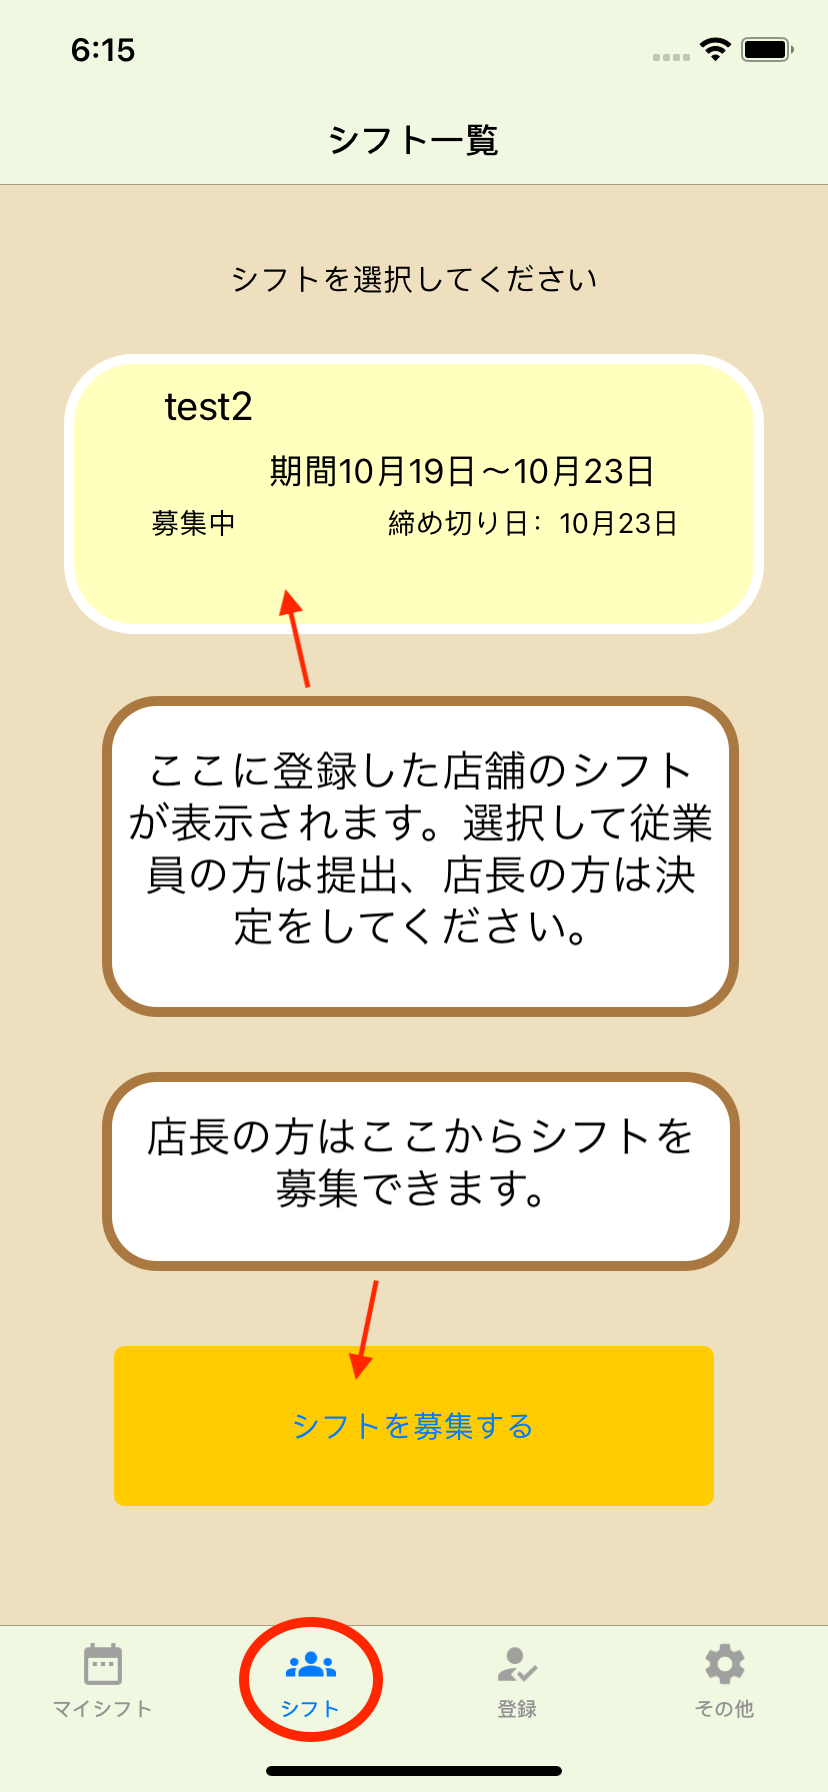 6:15
シフト一覧
シフトを選択してください
test2
期間10月19日〜10月23日
募集中 締め切り日：10月23日
ここに登録した店舗のシフト
が表示されます。選択して従業
員の方は提出、店長の方は決
定をしてください。
店長の方はここからシフトを
募集できます。
シフトを募集する
マイシフト シフト 登録 その他